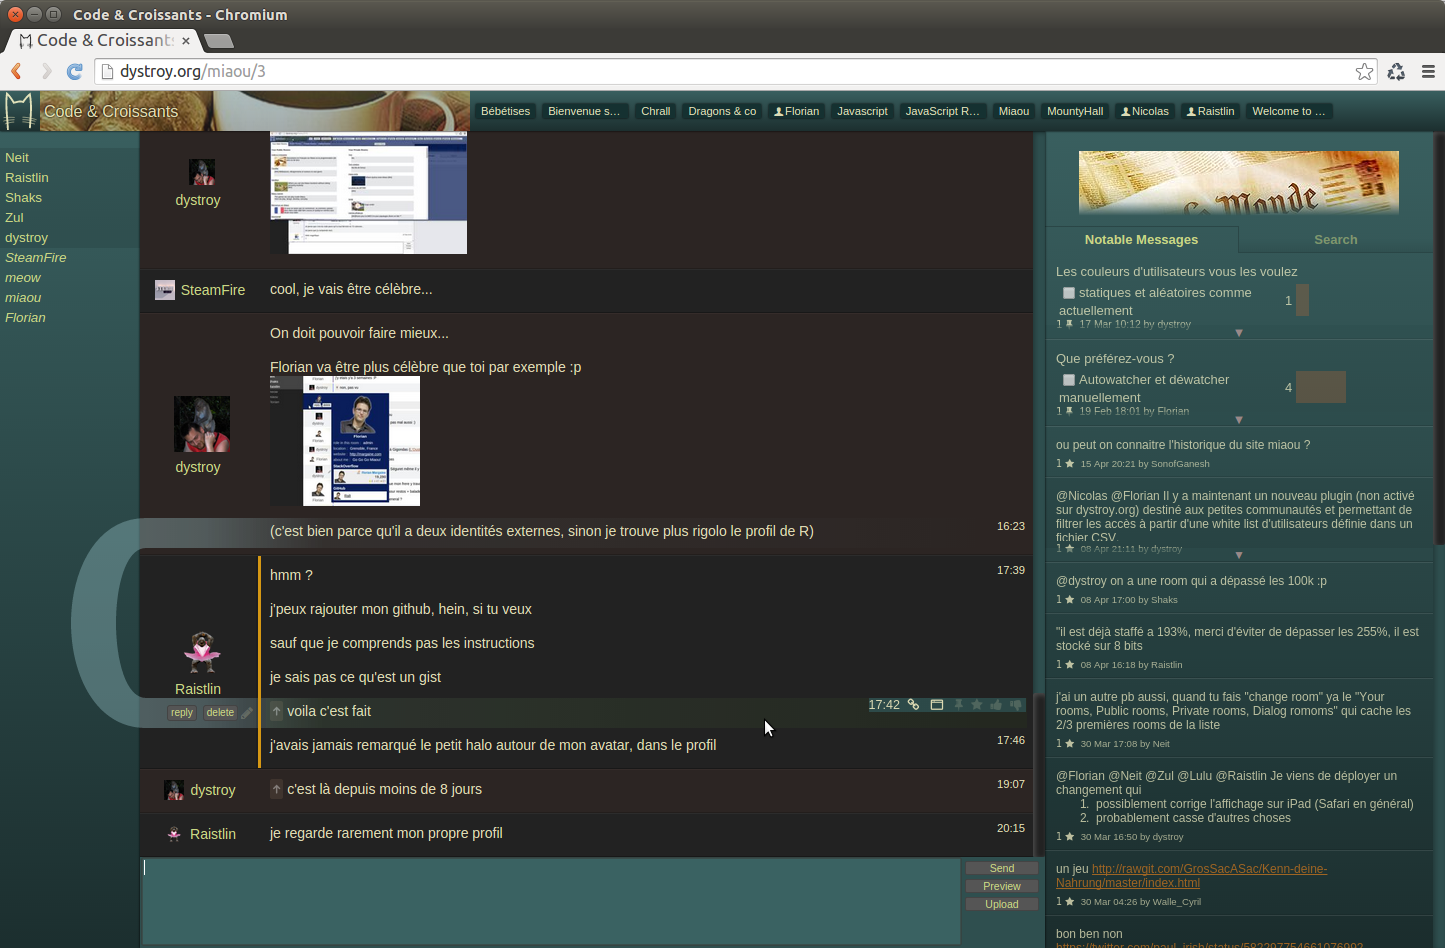 Code & Croissants - Chromium
Code & Croissants
dystroy.org/miaou/3
Code & Croissants
Bébétises
Bienvenue s...
Chrall
Dragons & co
Florian
Javascript
JavaScript R...
Miaou
MountyHall
Nicolas
Raistlin
Welcome to ...
Neit
Raistlin
Shaks
Zul
dystroy
SteamFire
meow
miaou
Florian
dystroy
SteamFire
cool, je vais être célèbre...
On doit pouvoir faire mieux...
Florian va être plus célèbre que toi par exemple :p
dystroy
Florian
(c'est bien parce qu'il a deux identités externes, sinon je trouve plus rigolo le profil de R)
16:23
hmm ?
17:39
j'peux rajouter mon github, hein, si tu veux
sauf que je comprends pas les instructions
je sais pas ce qu'est un gist
Raistlin
reply
delete
voila c'est fait
17:42
j'avais jamais remarqué le petit halo autour de mon avatar, dans le profil
17:46
dystroy
c'est là depuis moins de 8 jours
19:07
Raistlin
je regarde rarement mon propre profil
20:15
Send
Preview
Upload
Le Monde
Notable Messages
Search
Les couleurs d'utilisateurs vous les voulez
statiques et aléatoires comme
actuellement
1
1 17 Mar 10:12 by dystroy
Que préférez-vous ?
Autowatcher et déwatcher
manuellement
4
1 19 Feb 18:01 by Florian
ou peut on connaitre l'historique du site miaou ?
1 15 Apr 20:21 by SonofGanesh
@Nicolas @Florian Il y a maintenant un nouveau plugin (non activé
sur dystroy.org) destiné aux petites communautés et permettant de
filtrer les accès à partir d'une white list d'utilisateurs définie dans un
fichier CSV.
1 08 Apr 21:11 by dystroy
@dystroy on a une room qui a dépassé les 100k :p
1 08 Apr 17:00 by Shaks
"il est déjà staffé a 193%, merci d'éviter de dépasser les 255%, il est
stocké sur 8 bits
1 08 Apr 16:18 by Raistlin
j'ai un autre pb aussi, quand tu fais "change room" ya le "Your
rooms, Public rooms, Private rooms, Dialog romoms" qui cache les
2/3 premières rooms de la liste
1 30 Mar 17:08 by Neit
@Florian @Neit @Zul @Lulu @Raistlin Je viens de déployer un
changement qui
1. possiblement corrige l'affichage sur iPad (Safari en général)
2. probablement casse d'autres choses
1 30 Mar 16:50 by dystroy
un jeu http://rawgit.com/GrosSacASac/Kenn-deine-
Nahrung/master/index.html
1 30 Mar 04:26 by Walle_Cyril
bon ben non